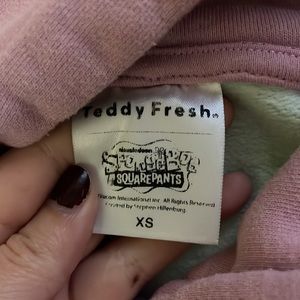 Teddy Fresh®
nickelodeon
SPONGEBOB
SQUAREPANTS
Viacom International Inc. All Rights Reserved.
Created by Stephen Hillenburg.
XS